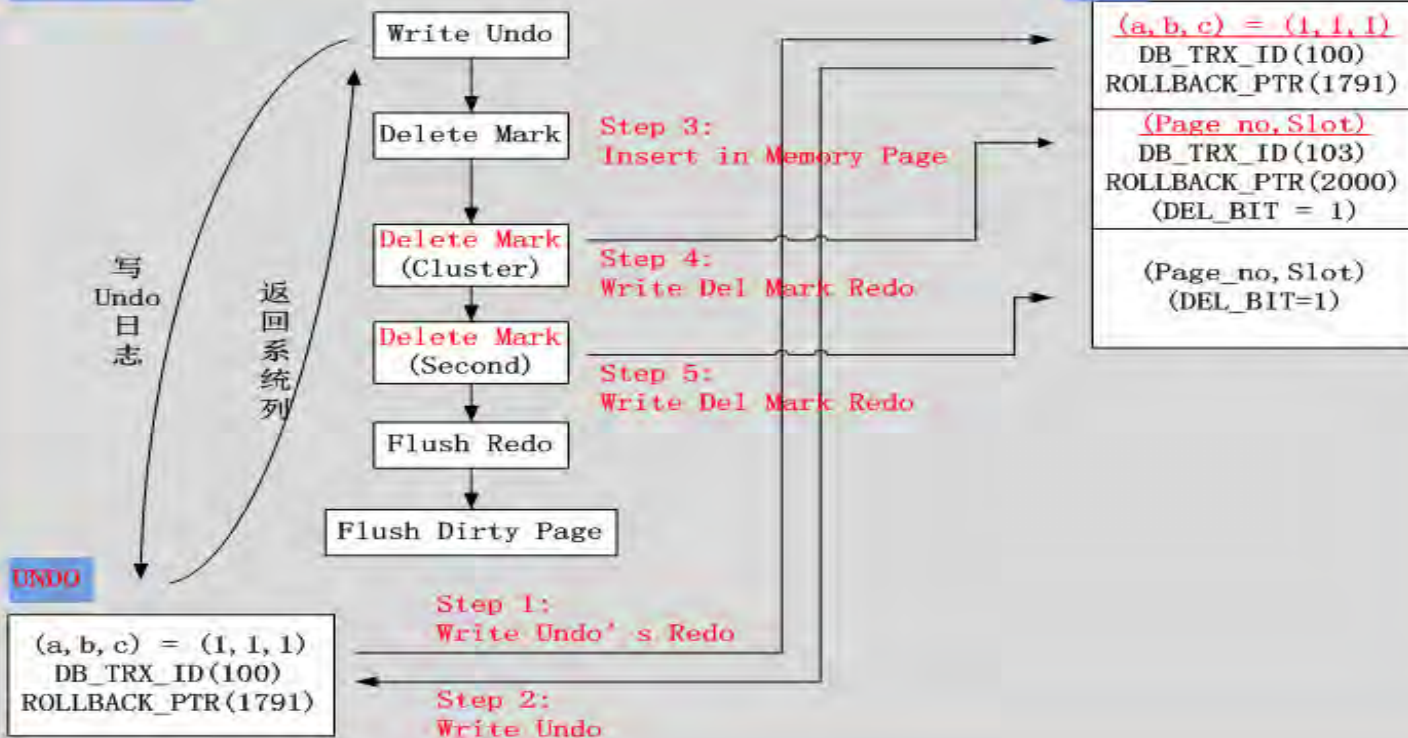 Write Undo
Delete Mark
Delete Mark
(Cluster)
Delete Mark
(Second)
Flush Redo
Flush Dirty Page
写
Undo
日
志
返
回
系
统
列
Step 3:
Insert in Memory Page
Step 4:
Write Del Mark Redo
Step 5:
Write Del Mark Redo
(a,b,c) = (1,1,1)
DB_TRX_ID(100)
ROLLBACK_PTR(1791)
(Page_no,Slot)
DB_TRX_ID(103)
ROLLBACK_PTR(2000)
(DEL_BIT = 1)
(Page_no,Slot)
(DEL_BIT=1)
UNDO
(a,b,c) = (1,1,1)
DB_TRX_ID(100)
ROLLBACK_PTR(1791)
Step 1:
Write Undo's Redo
Step 2:
Write Undo